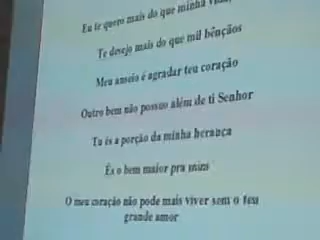 Eu te quero mais do que minha vida,
Te desejo mais do que mil bênçãos
Meu anseio é agradar teu coração
Outro bem não possuo além de ti Senhor
Tu és a porção da minha herança
És o bem maior pra mim
O meu coração não pode mais viver sem o teu
grande amor